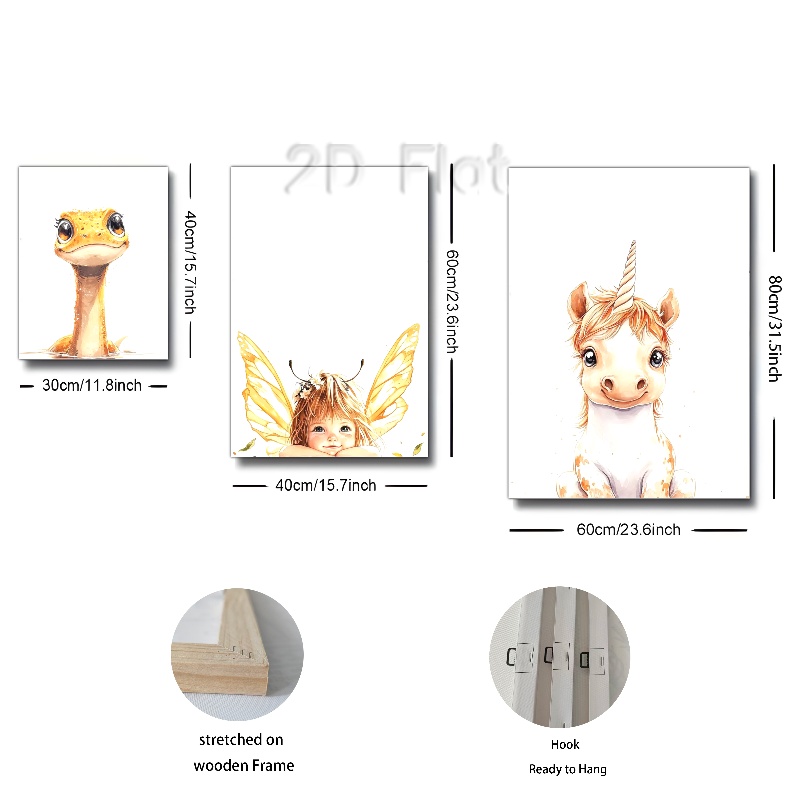 2D Flat
40cm/15.7inch
30cm/11.8inch
60cm/23.6inch
40cm/15.7inch
80cm/31.5inch
60cm/23.6inch
stretched on
wooden Frame
Hook
Ready to Hang